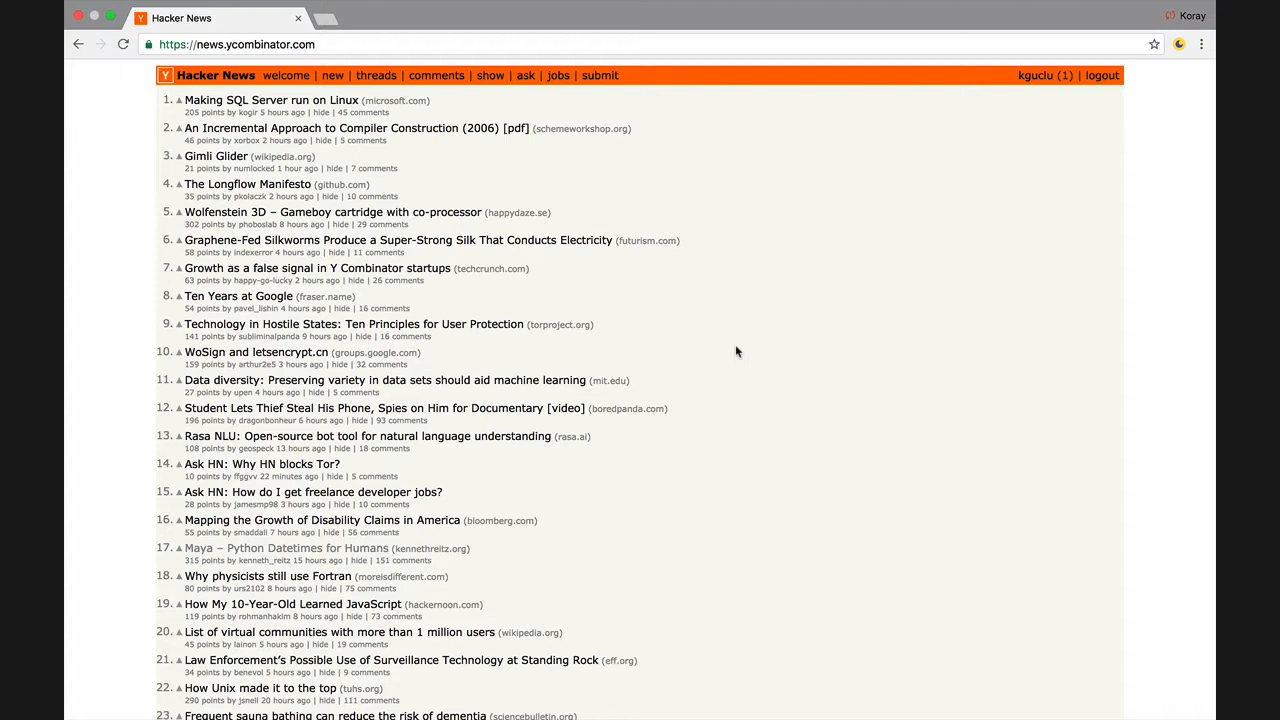 Hacker News
Koray
https://news.ycombinator.com
Y Hacker News welcome | new | threads | comments | show | ask | jobs | submit kguclu (1) | logout
1. Making SQL Server run on Linux (microsoft.com)
205 points by kogir 5 hours ago | hide | 45 comments
2. An Incremental Approach to Compiler Construction (2006) [pdf] (schemeworkshop.org)
46 points by xorbox 2 hours ago | hide | 5 comments
3. Gimli Glider (wikipedia.org)
21 points by numlocked 1 hour ago | hide | 7 comments
4. The Longflow Manifesto (github.com)
35 points by pkolaczk 2 hours ago | hide | 10 comments
5. Wolfenstein 3D – Gameboy cartridge with co-processor (happydaze.se)
302 points by phoboslab 8 hours ago | hide | 29 comments
6. Graphene-Fed Silkworms Produce a Super-Strong Silk That Conducts Electricity (futurism.com)
58 points by indexerror 4 hours ago | hide | 11 comments
7. Growth as a false signal in Y Combinator startups (techcrunch.com)
63 points by happy-go-lucky 2 hours ago | hide | 26 comments
8. Ten Years at Google (fraser.name)
54 points by pavel_lishin 4 hours ago | hide | 16 comments
9. Technology in Hostile States: Ten Principles for User Protection (torproject.org)
141 points by subliminalpanda 9 hours ago | hide | 16 comments
10. WoSign and letsencrypt.cn (groups.google.com)
159 points by arthur2e5 3 hours ago | hide | 32 comments
11. Data diversity: Preserving variety in data sets should aid machine learning (mit.edu)
27 points by upen 4 hours ago | hide | 5 comments
12. Student Lets Thief Steal His Phone, Spies on Him for Documentary [video] (boredpanda.com)
196 points by dragonbonheur 6 hours ago | hide | 93 comments
13. Rasa NLU: Open-source bot tool for natural language understanding (rasa.ai)
108 points by geospeck 13 hours ago | hide | 18 comments
14. Ask HN: Why HN blocks Tor?
10 points by ffggvv 22 minutes ago | hide | 5 comments
15. Ask HN: How do I get freelance developer jobs?
28 points by jamesmp98 3 hours ago | hide | 10 comments
16. Mapping the Growth of Disability Claims in America (bloomberg.com)
55 points by smaddali 7 hours ago | hide | 56 comments
17. Maya – Python Datetimes for Humans (kennethreitz.org)
315 points by kenneth_reitz 15 hours ago | hide | 151 comments
18. Why physicists still use Fortran (moreisdifferent.com)
80 points by urs2102 8 hours ago | hide | 75 comments
19. How My 10-Year-Old Learned JavaScript (hackernoon.com)
119 points by rohmanhakim 8 hours ago | hide | 73 comments
20. List of virtual communities with more than 1 million users (wikipedia.org)
45 points by lainon 5 hours ago | hide | 19 comments
21. Law Enforcement’s Possible Use of Surveillance Technology at Standing Rock (eff.org)
34 points by benevol 5 hours ago | hide | 9 comments
22. How Unix made it to the top (tuhs.org)
290 points by jsnell 20 hours ago | hide | 111 comments
23. Frequent sauna bathing can reduce the risk of dementia (sciencebulletin.org)